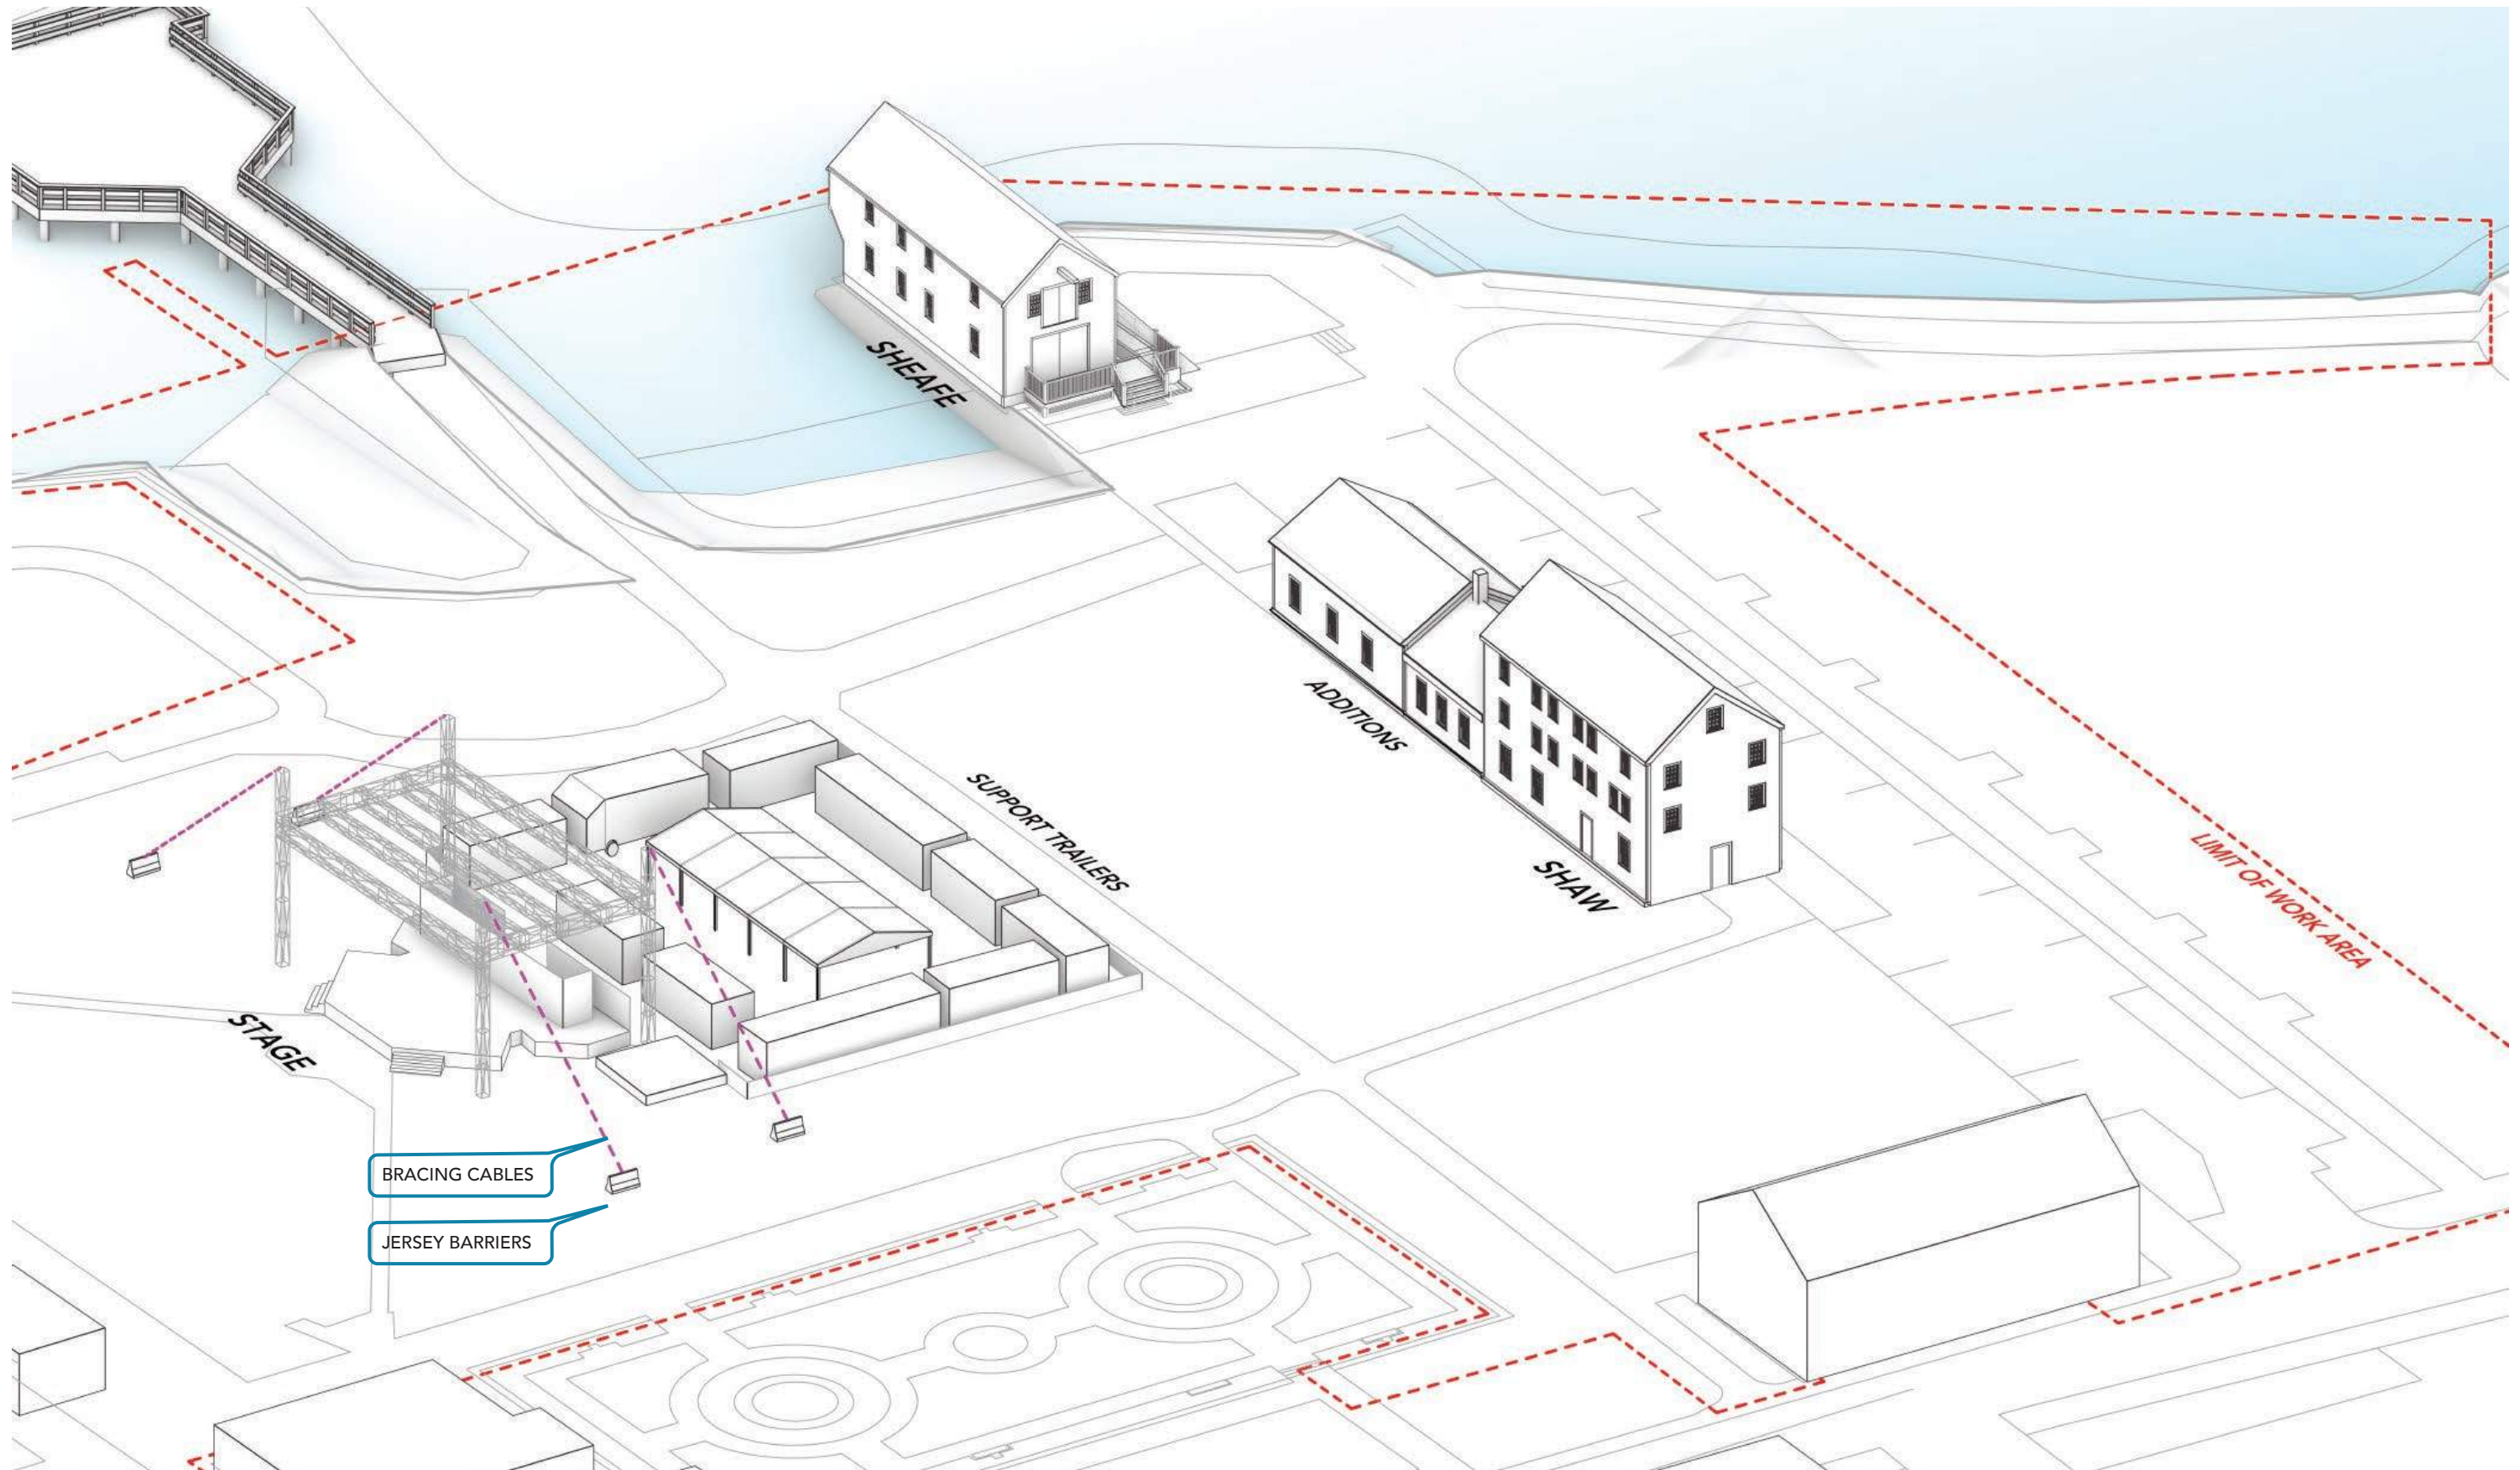 SHEAFE
ADDITIONS
SUPPORT TRAILERS
SHAW
LIMIT OF WORK AREA
STAGE
BRACING CABLES
JERSEY BARRIERS